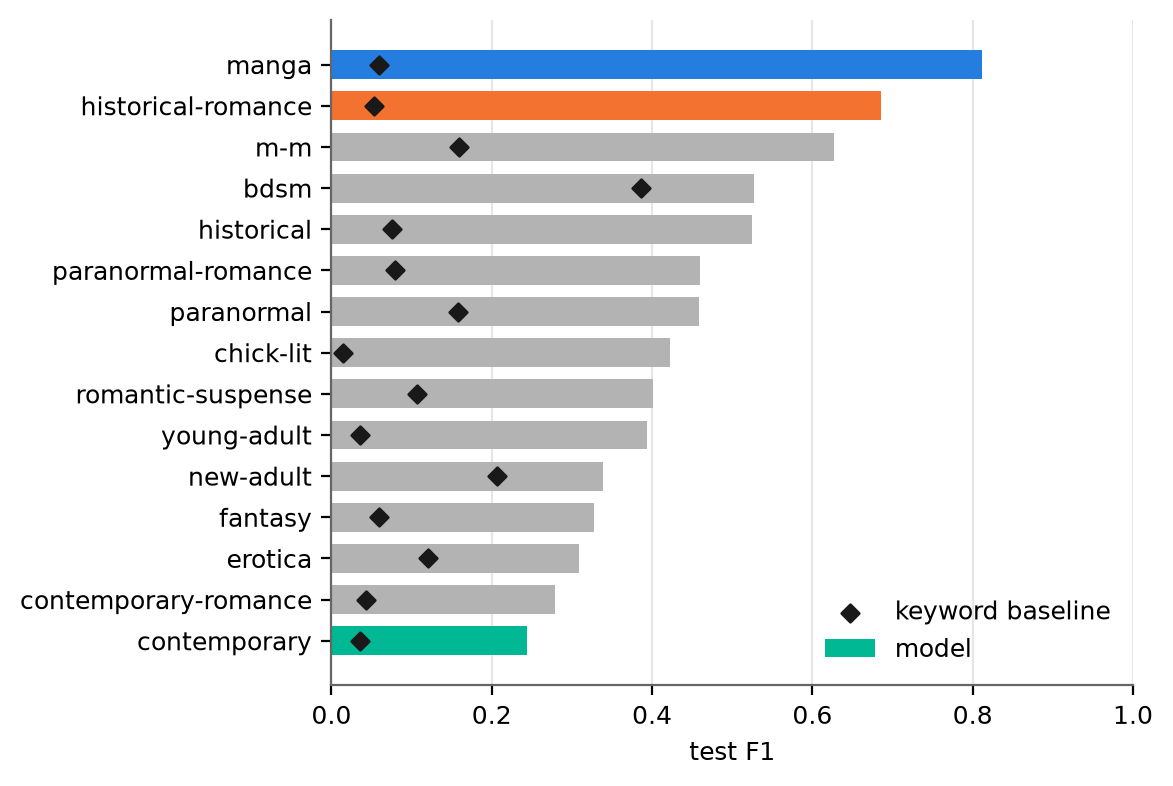 manga
historical-romance
m-m
bdsm
historical
paranormal-romance
paranormal
chick-lit
romantic-suspense
young-adult
new-adult
fantasy
erotica
contemporary-romance
contemporary
keyword baseline
model
0.0 0.2 0.4 0.6 0.8 1.0
test F1